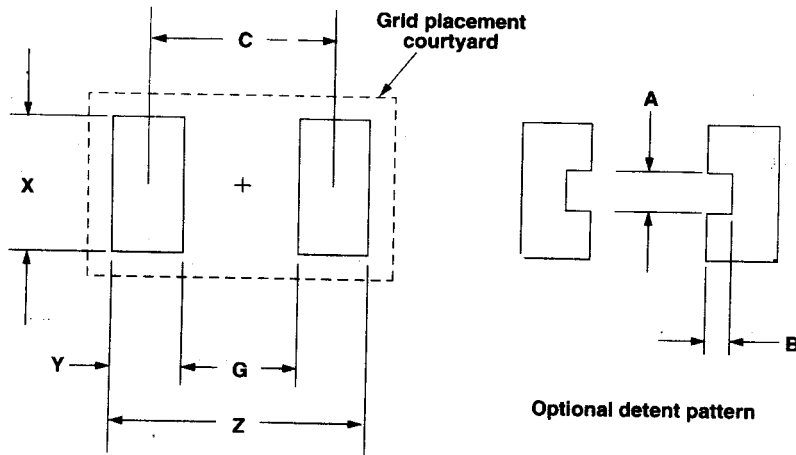 Grid placement
courtyard
C
A
X
B
Y
G
Z
Optional detent pattern